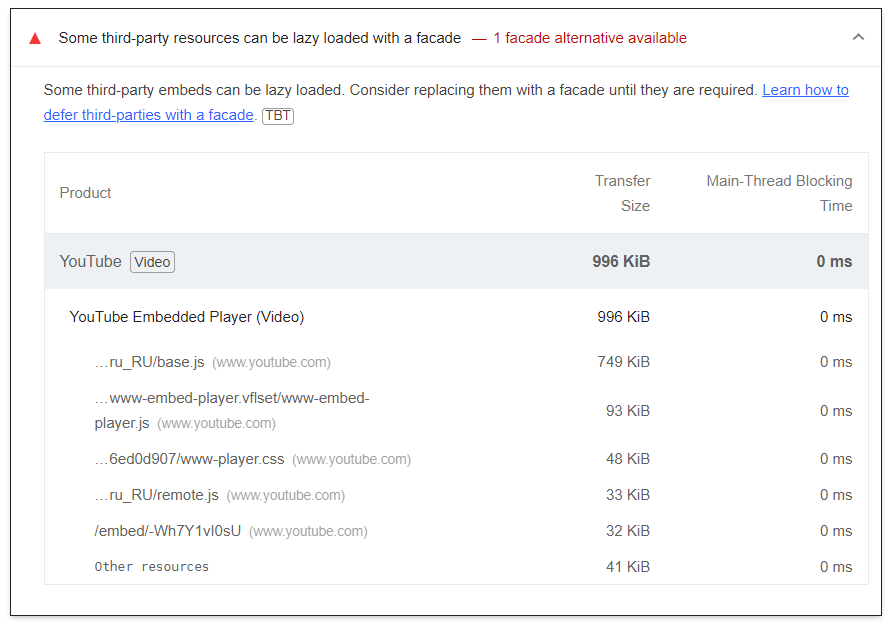 Some third-party resources can be lazy loaded with a facade — 1 facade alternative available
Some third-party embeds can be lazy loaded. Consider replacing them with a facade until they are required. Learn how to
defer third-parties with a facade. TBT
Product
Transfer
Size
Main-Thread Blocking
Time
YouTube Video 996 KiB 0 ms
YouTube Embedded Player (Video) 996 KiB 0 ms
…ru_RU/base.js (www.youtube.com) 749 KiB 0 ms
…www-embed-player.vflset/www-embed-
player.js (www.youtube.com) 93 KiB 0 ms
…6ed0d907/www-player.css (www.youtube.com) 48 KiB 0 ms
…ru_RU/remote.js (www.youtube.com) 33 KiB 0 ms
/embed/-Wh7Y1vI0sU (www.youtube.com) 32 KiB 0 ms
Other resources 41 KiB 0 ms